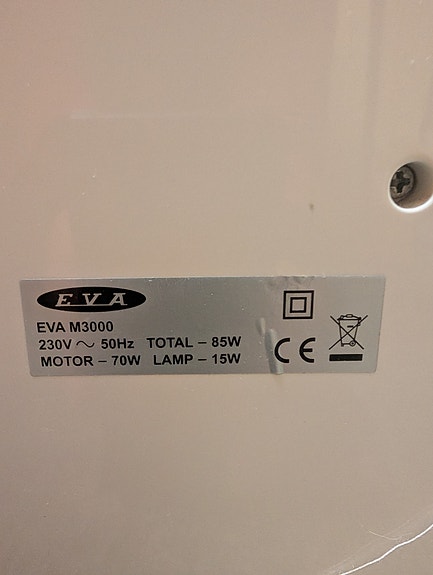 EVA
EVA M3000
230V ~ 50Hz TOTAL – 85W
MOTOR – 70W LAMP – 15W
CE